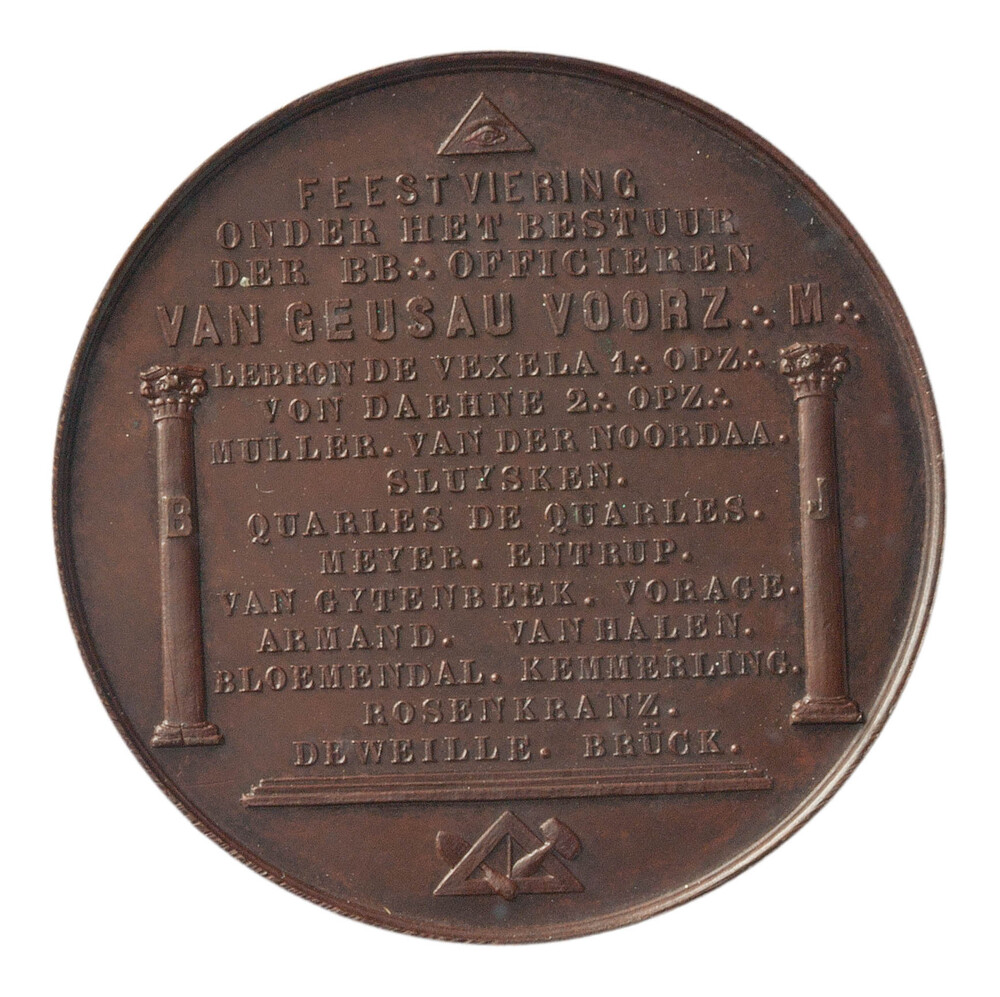 FEESTVIERING
ONDER HET BESTUUR
DER BB∴ OFFICIEREN
VAN GEUSAU VOORZ∴ M∴
LEBRON DE VEXELA 1∴ OPZ∴
VON DAEHNE 2∴ OPZ∴
MULLER. VAN DER NOORDAA.
SLUYSKEN.
B
QUARLES DE QUARLES.
J
MEYER. ENTRUP.
VAN GYTENBEEK. VORAGE.
ARMAND. VAN HALEN.
BLOEMENDAL. KEMMERLING.
ROSENKRANZ.
DEWEILLE. BRÜCK.